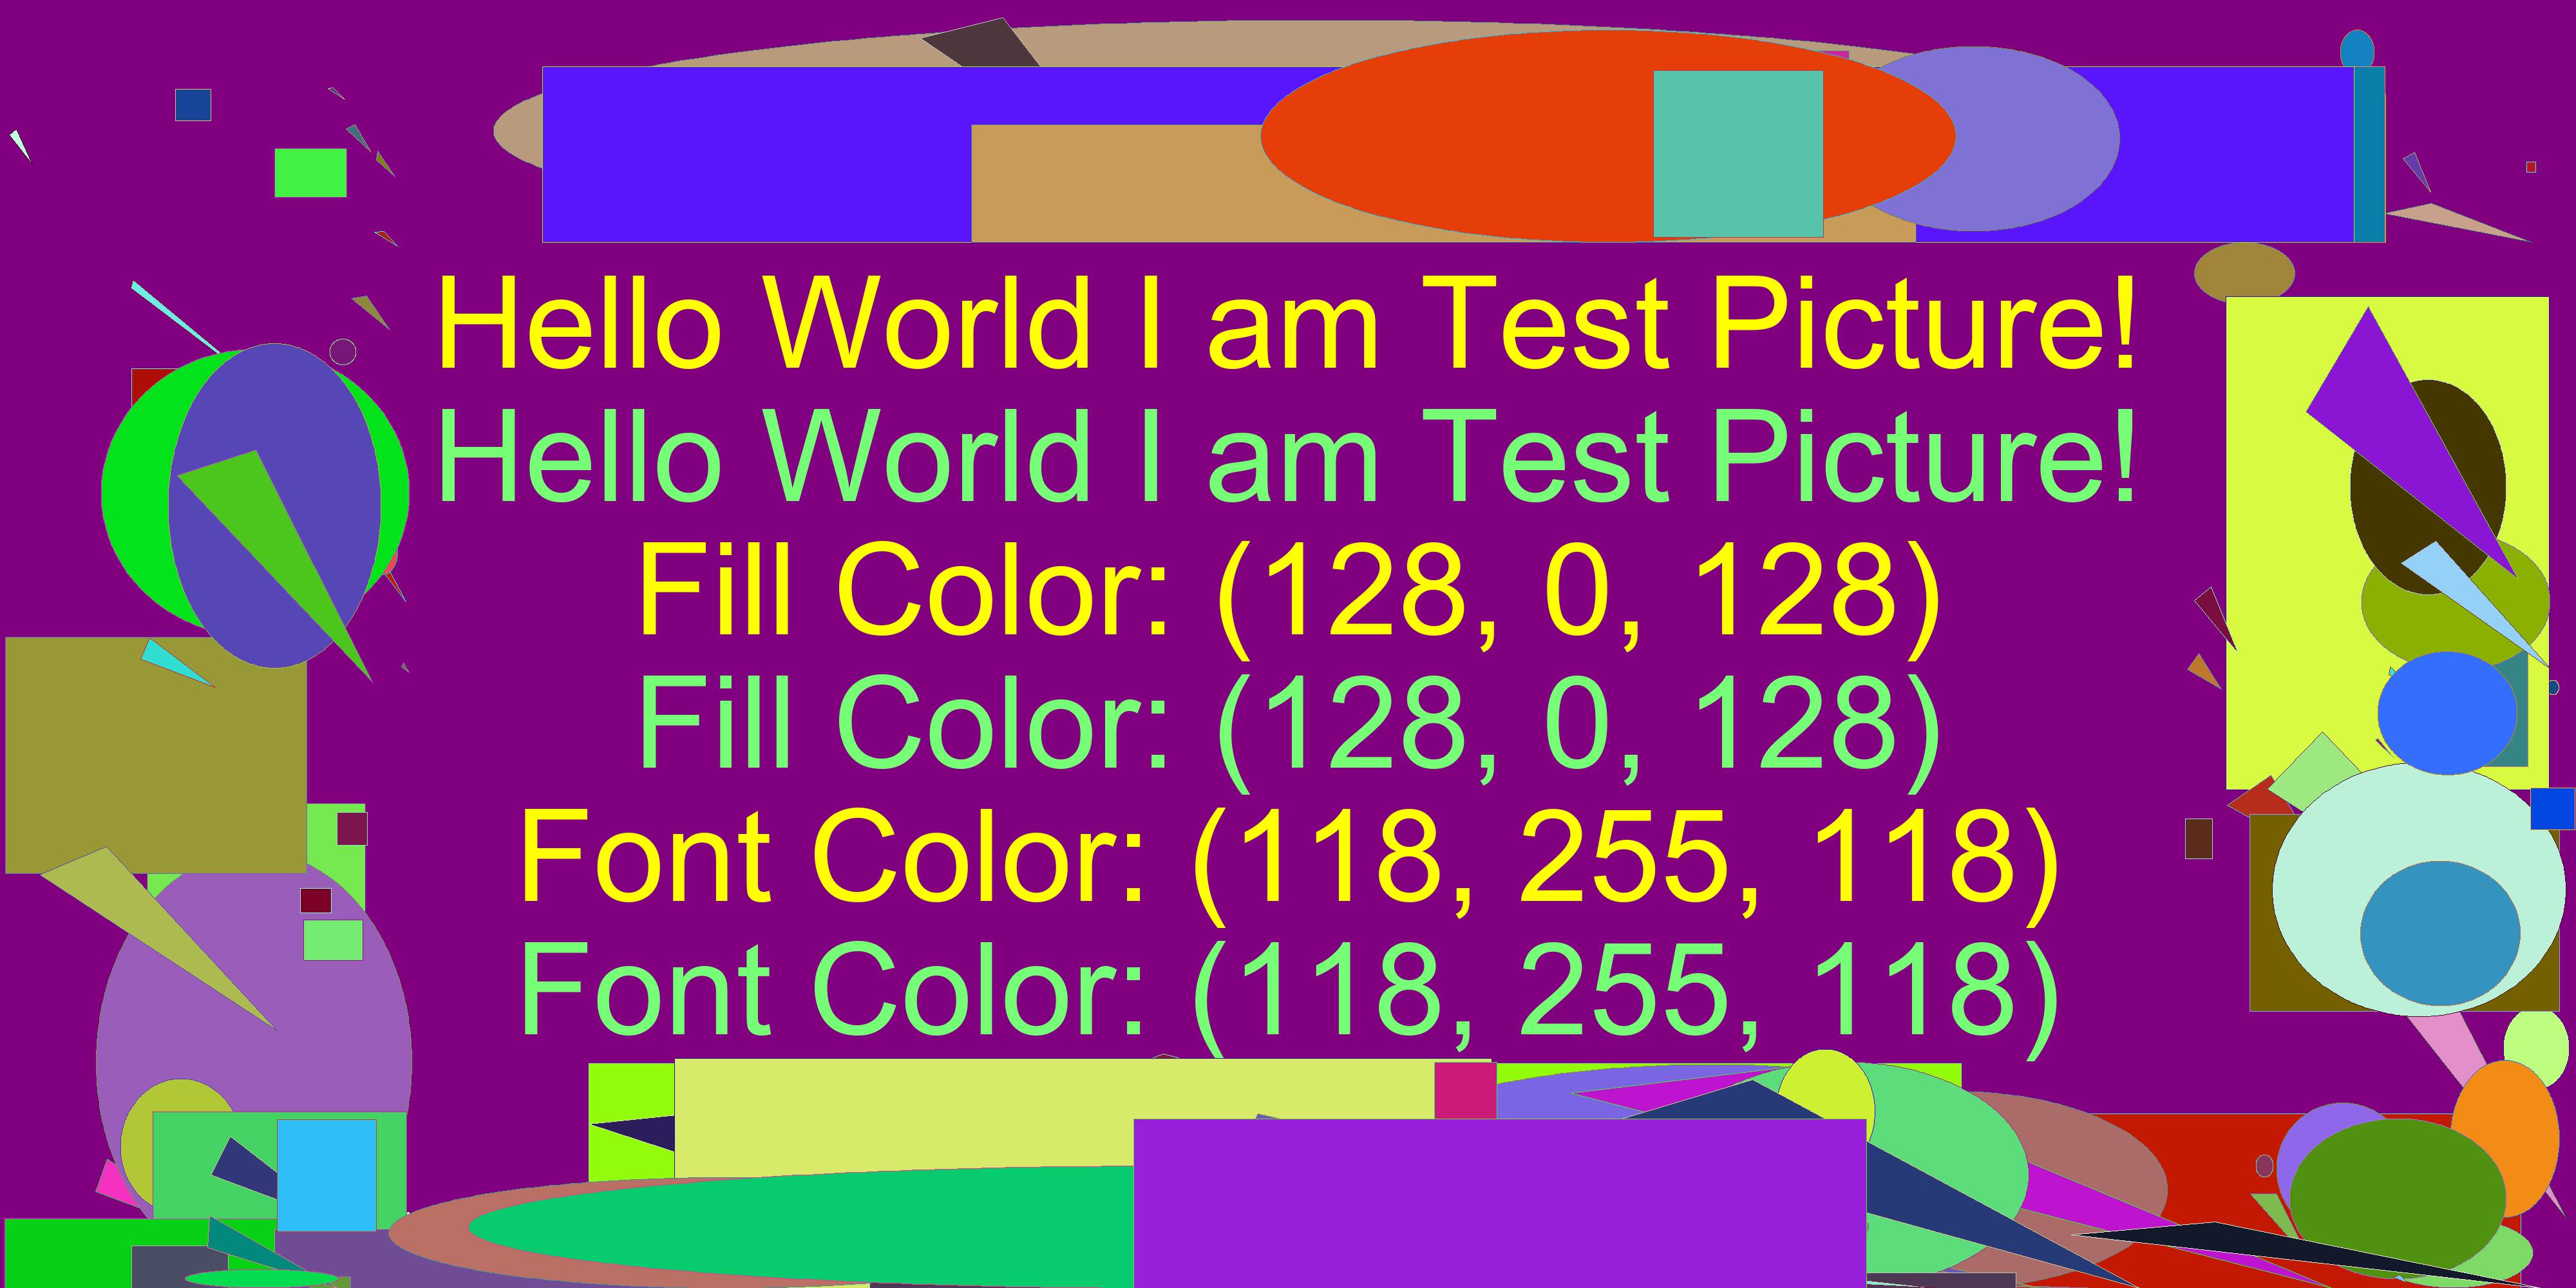 Hello World I am Test Picture!
Hello World I am Test Picture!
Fill Color: (128, 0, 128)
Fill Color: (128, 0, 128)
Font Color: (118, 255, 118)
Font Color: (118, 255, 118)